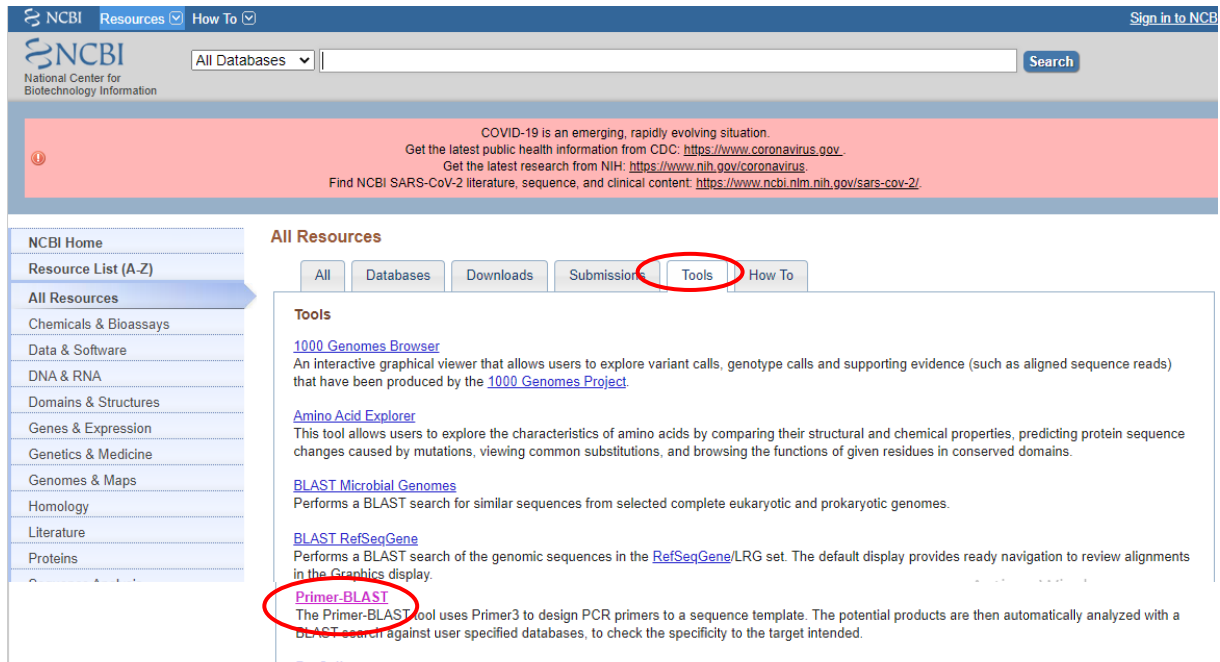 NCBI Resources How To Sign in to NCB
NCBI
National Center for
Biotechnology Information
All Databases Search
COVID-19 is an emerging, rapidly evolving situation.
Get the latest public health information from CDC: https://www.coronavirus.gov .
Get the latest research from NIH: https://www.nih.gov/coronavirus.
Find NCBI SARS-CoV-2 literature, sequence, and clinical content: https://www.ncbi.nlm.nih.gov/sars-cov-2/.
NCBI Home
Resource List (A-Z)
All Resources
Chemicals & Bioassays
Data & Software
DNA & RNA
Domains & Structures
Genes & Expression
Genetics & Medicine
Genomes & Maps
Homology
Literature
Proteins
All Resources
All Databases Downloads Submissions Tools How To
Tools
1000 Genomes Browser
An interactive graphical viewer that allows users to explore variant calls, genotype calls and supporting evidence (such as aligned sequence reads)
that have been produced by the 1000 Genomes Project.
Amino Acid Explorer
This tool allows users to explore the characteristics of amino acids by comparing their structural and chemical properties, predicting protein sequence
changes caused by mutations, viewing common substitutions, and browsing the functions of given residues in conserved domains.
BLAST Microbial Genomes
Performs a BLAST search for similar sequences from selected complete eukaryotic and prokaryotic genomes.
BLAST RefSeqGene
Performs a BLAST search of the genomic sequences in the RefSeqGene/LRG set. The default display provides ready navigation to review alignments
in the Graphics display.
Primer-BLAST
The Primer-BLAST tool uses Primer3 to design PCR primers to a sequence template. The potential products are then automatically analyzed with a
BLAST search against user specified databases, to check the specificity to the target intended.